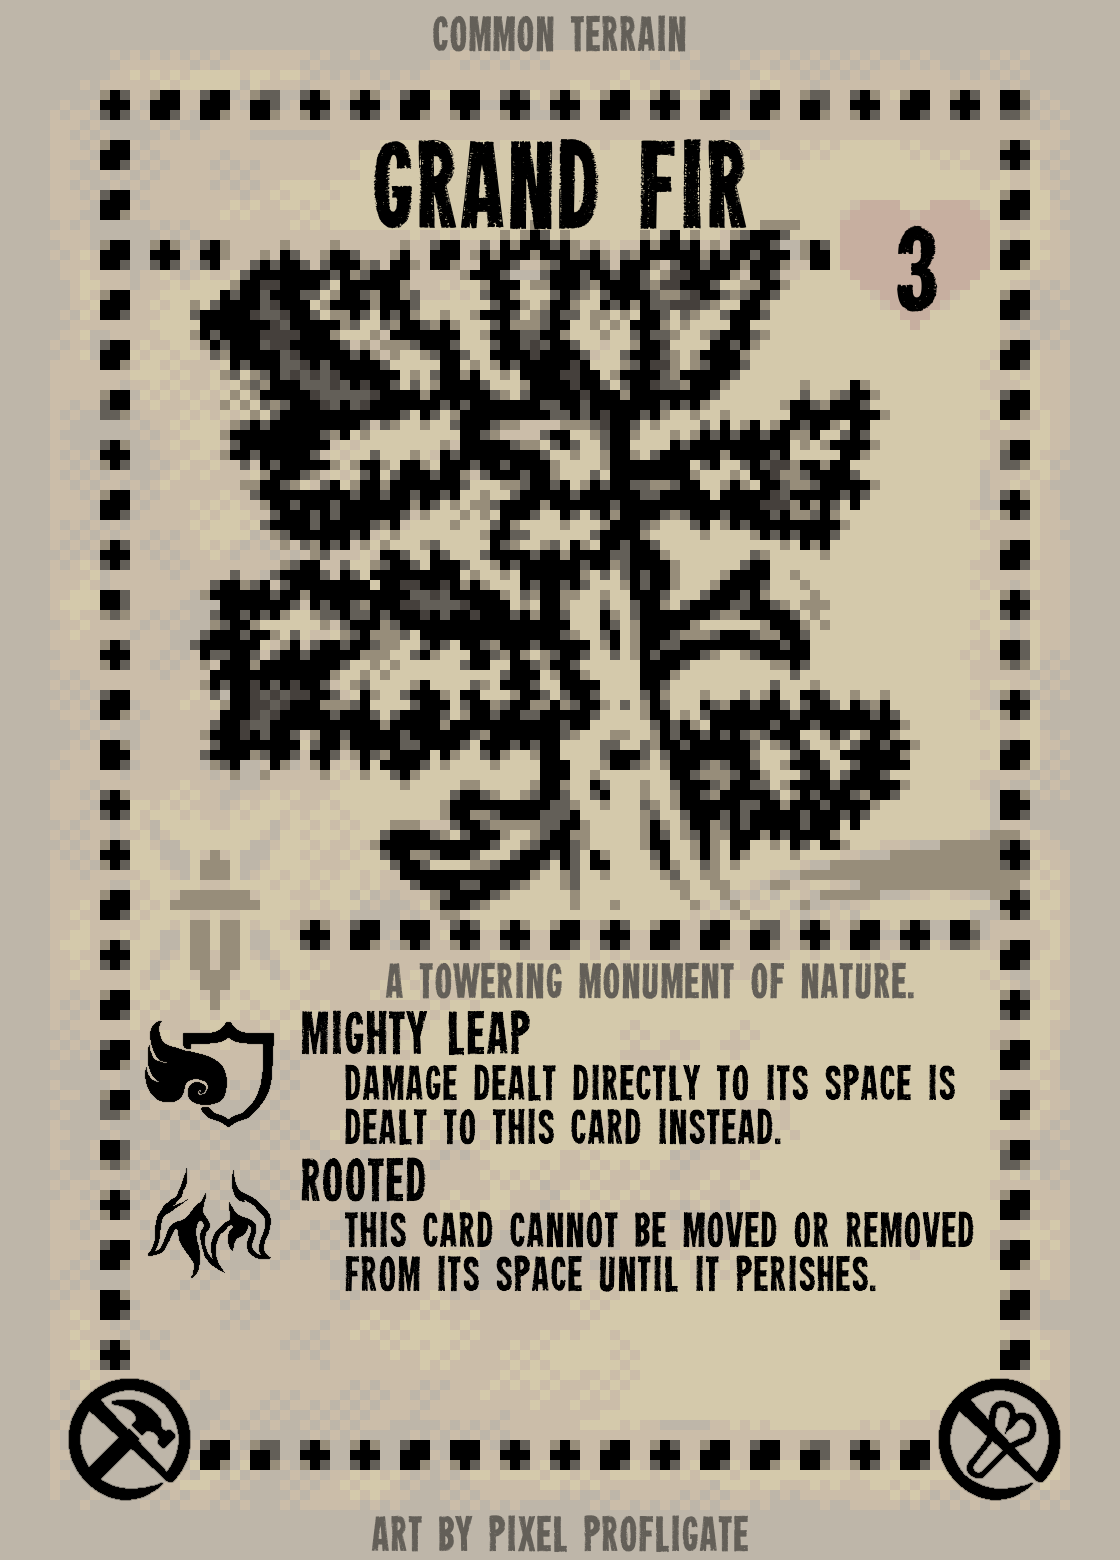 COMMON TERRAIN
GRAND FIR
3
A TOWERING MONUMENT OF NATURE.
MIGHTY LEAP
DAMAGE DEALT DIRECTLY TO ITS SPACE IS
DEALT TO THIS CARD INSTEAD.
ROOTED
THIS CARD CANNOT BE MOVED OR REMOVED
FROM ITS SPACE UNTIL IT PERISHES.
ART BY PIXEL PROFLIGATE